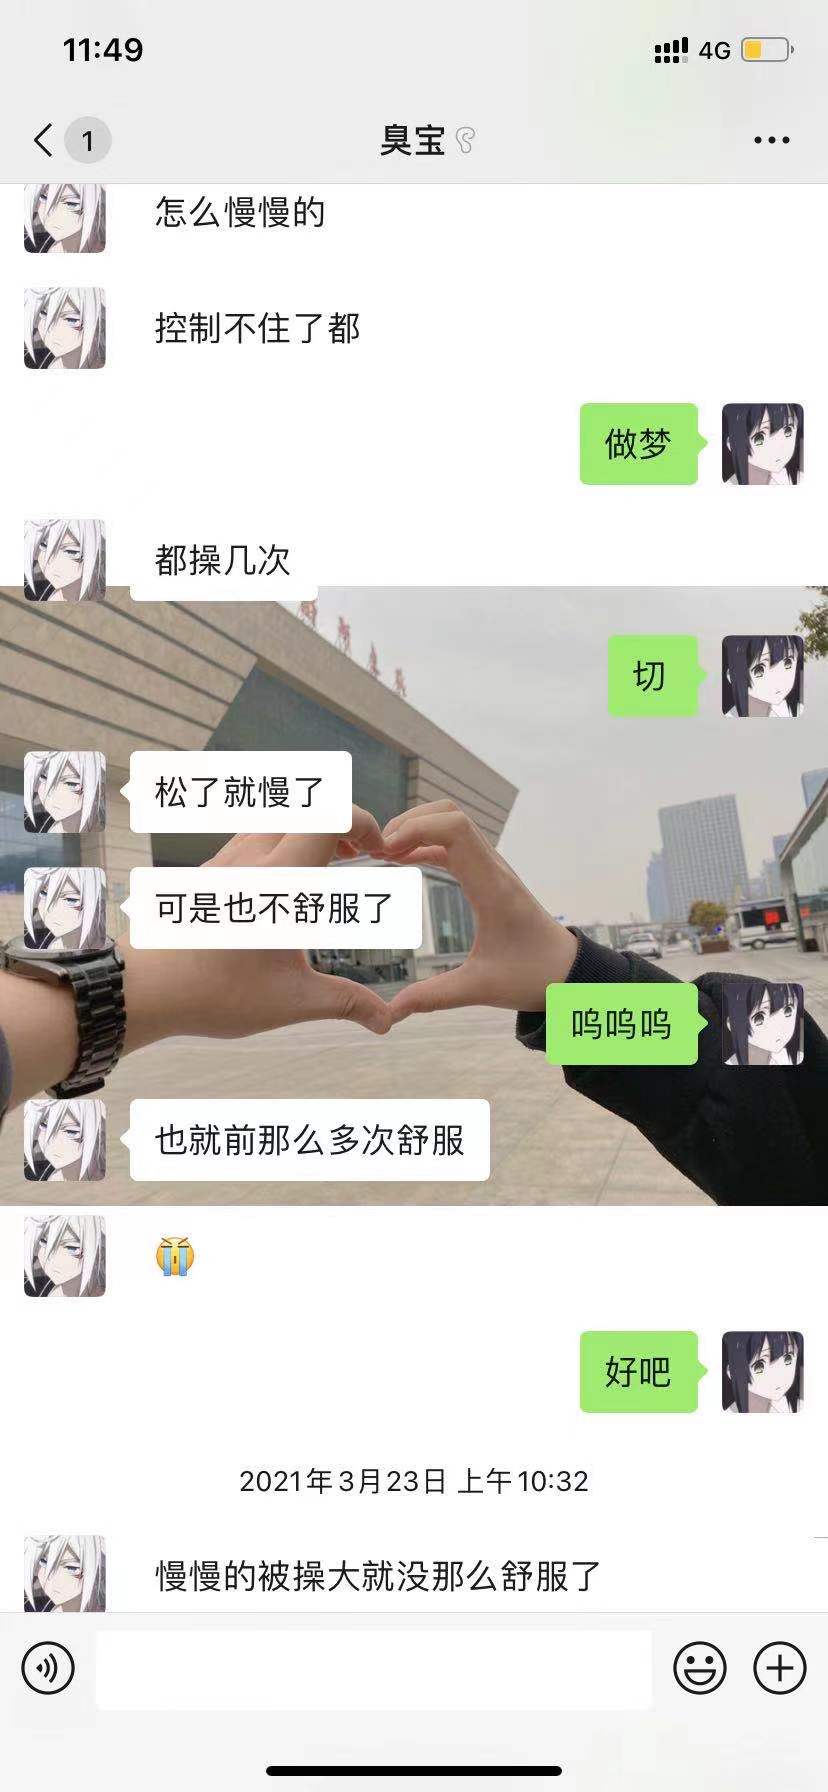 11:49
4G
1
臭宝
怎么慢慢的
控制不住了都
做梦
都操几次
切
松了就慢了
可是也不舒服了
呜呜呜
也就前那么多次舒服
😭
好吧
2021年3月23日 上午10:32
慢慢的被操大就没那么舒服了